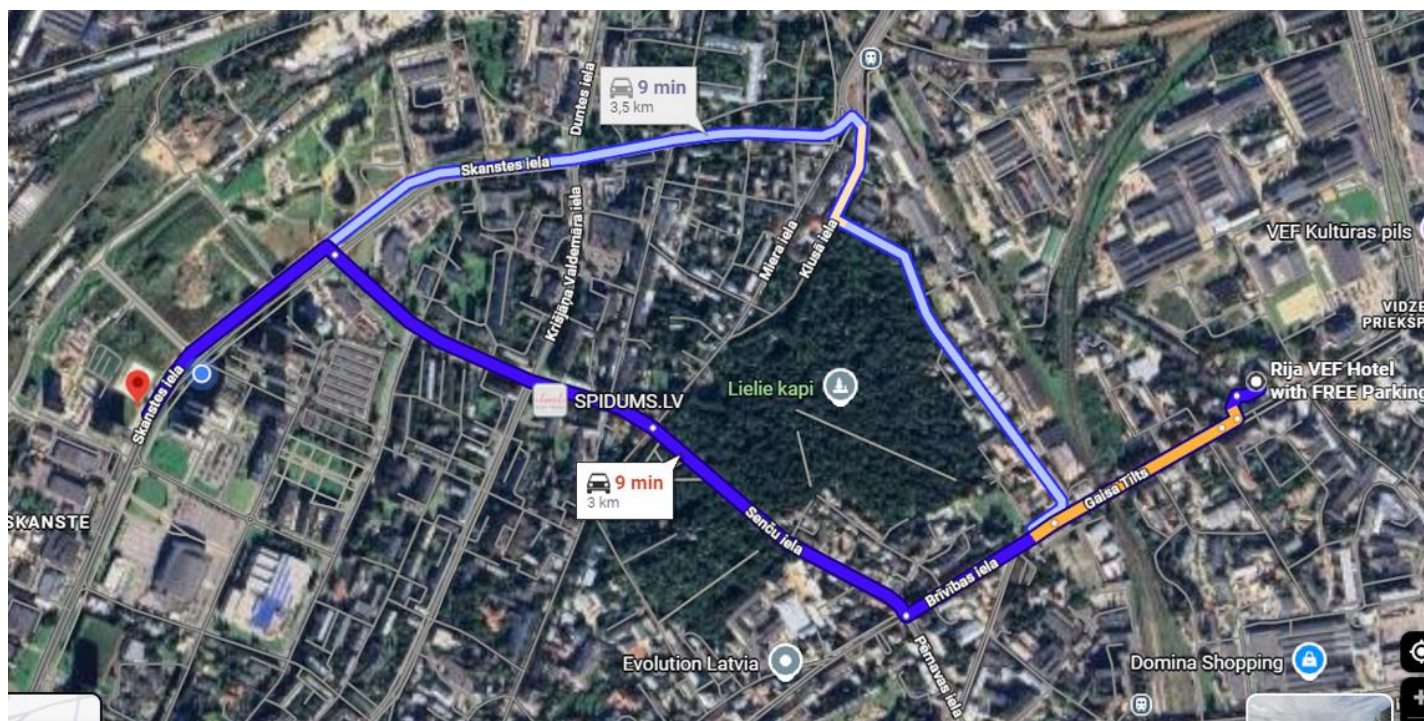 Duntes iela
9 min
3,5 km
Skanstes iela
Miera iela
Klusā iela
VEF Kultūras pils
Krišjāņa Valdemāra iela
VIDZE
PRIEKŠP
Rija VEF Hotel
with FREE Parking
Lielie kapi
SPIDUMS.LV
Skanstes iela
9 min
3 km
Gaisa Tilts
SKANSTE
Senču iela
Brīvības iela
Evolution Latvia
Pērnavas iela
Domina Shopping